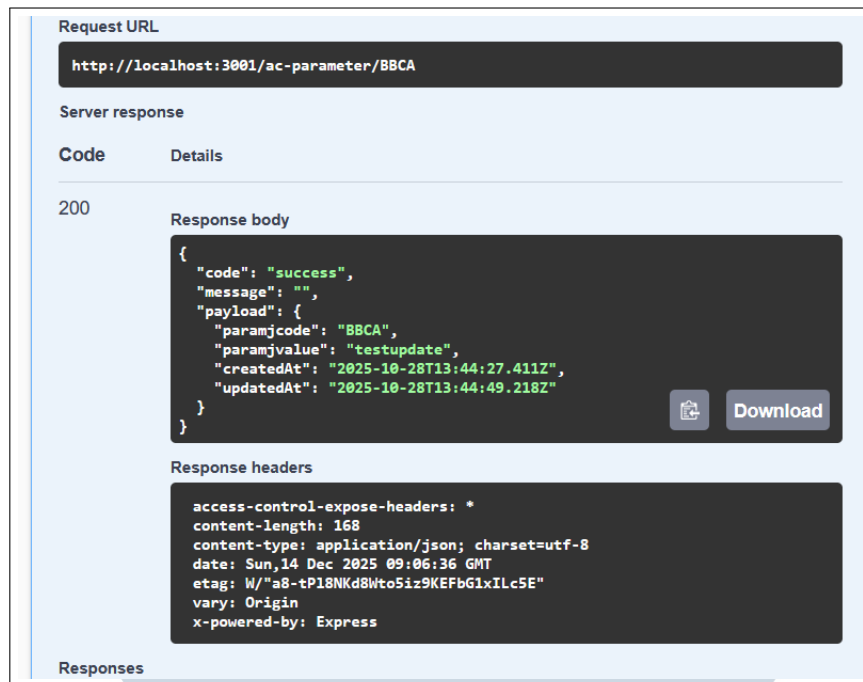 Request URL
http://localhost:3001/ac-parameter/BBCA
Server response
Code Details
200
Response body
{
"code": "success",
"message": "",
"payload": {
"paramjcode": "BBCA",
"paramjvalue": "testupdate",
"createdAt": "2025-10-28T13:44:27.411Z",
"updatedAt": "2025-10-28T13:44:49.218Z"
}
}
Download
Response headers
access-control-expose-headers: *
content-length: 168
content-type: application/json; charset=utf-8
date: Sun,14 Dec 2025 09:06:36 GMT
etag: W/"a8-tPl8NKd8Wto5iz9KEFbG1xILc5E"
vary: Origin
x-powered-by: Express
Responses